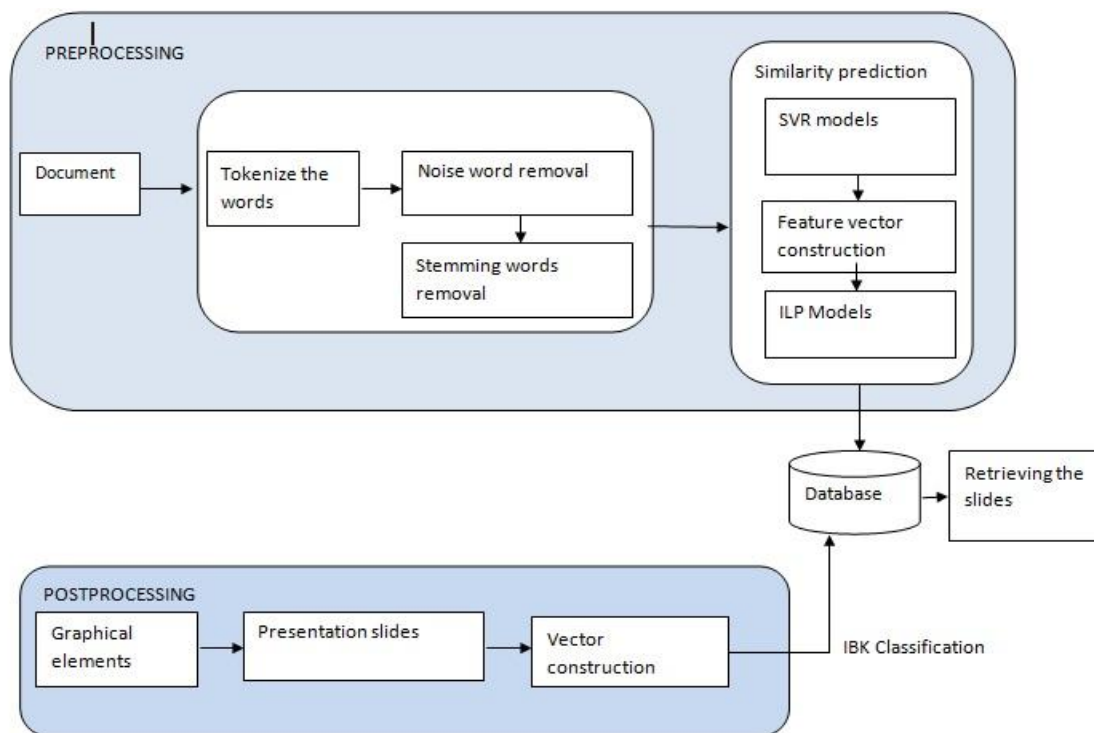 PREPROCESSING
Document
Tokenize the
words
Noise word removal
Stemming words
removal
Similarity prediction
SVR models
Feature vector
construction
ILP Models
Database
Retrieving the
slides
POSTPROCESSING
Graphical
elements
Presentation slides
Vector
construction
IBK Classification